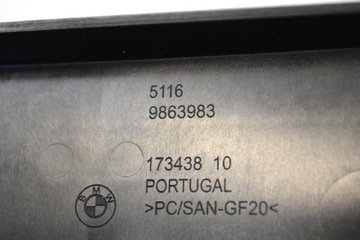 5116
9863983
173438 10
PORTUGAL
BMW
>PC/SAN-GF20<